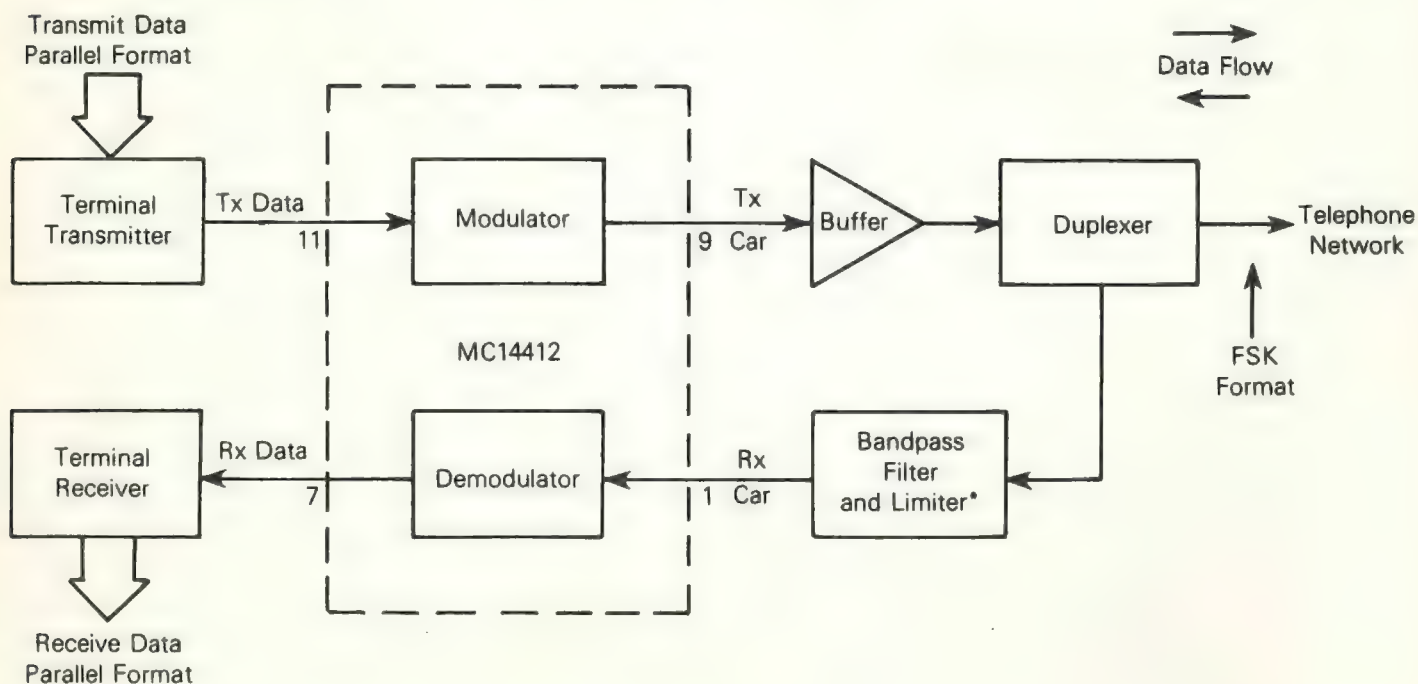 Transmit Data
Parallel Format
Data Flow
Terminal
Transmitter
Tx Data
11
Modulator
9
Tx
Car
Buffer
Duplexer
Telephone
Network
FSK
Format
MC14412
Terminal
Receiver
Rx Data
7
Demodulator
1
Rx
Car
Bandpass
Filter
and Limiter*
Receive Data
Parallel Format